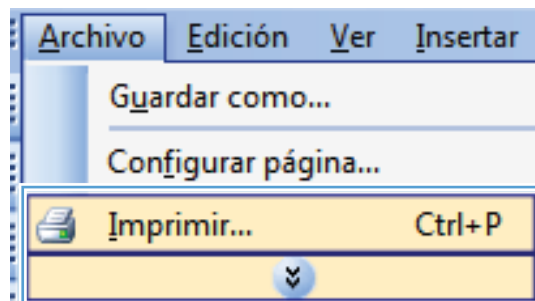 Archivo Edición Ver Insertar
Guardar como...
Configurar página...
Imprimir... Ctrl+P